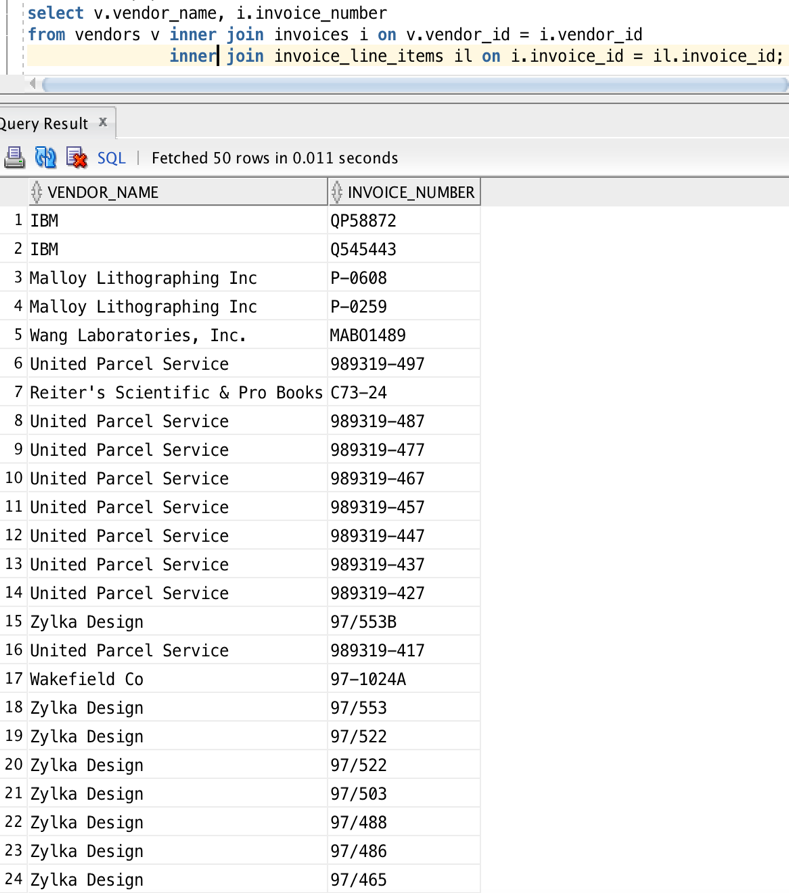 select v.vendor_name, i.invoice_number
from vendors v inner join invoices i on v.vendor_id = i.vendor_id
inner join invoice_line_items il on i.invoice_id = il.invoice_id;
Query Result x
SQL | Fetched 50 rows in 0.011 seconds
VENDOR_NAME INVOICE_NUMBER
1 IBM QP58872
2 IBM Q545443
3 Malloy Lithographing Inc P-0608
4 Malloy Lithographing Inc P-0259
5 Wang Laboratories, Inc. MABO1489
6 United Parcel Service 989319-497
7 Reiter's Scientific & Pro Books C73-24
8 United Parcel Service 989319-487
9 United Parcel Service 989319-477
10 United Parcel Service 989319-467
11 United Parcel Service 989319-457
12 United Parcel Service 989319-447
13 United Parcel Service 989319-437
14 United Parcel Service 989319-427
15 Zylka Design 97/553B
16 United Parcel Service 989319-417
17 Wakefield Co 97-1024A
18 Zylka Design 97/553
19 Zylka Design 97/522
20 Zylka Design 97/522
21 Zylka Design 97/503
22 Zylka Design 97/488
23 Zylka Design 97/486
24 Zylka Design 97/465